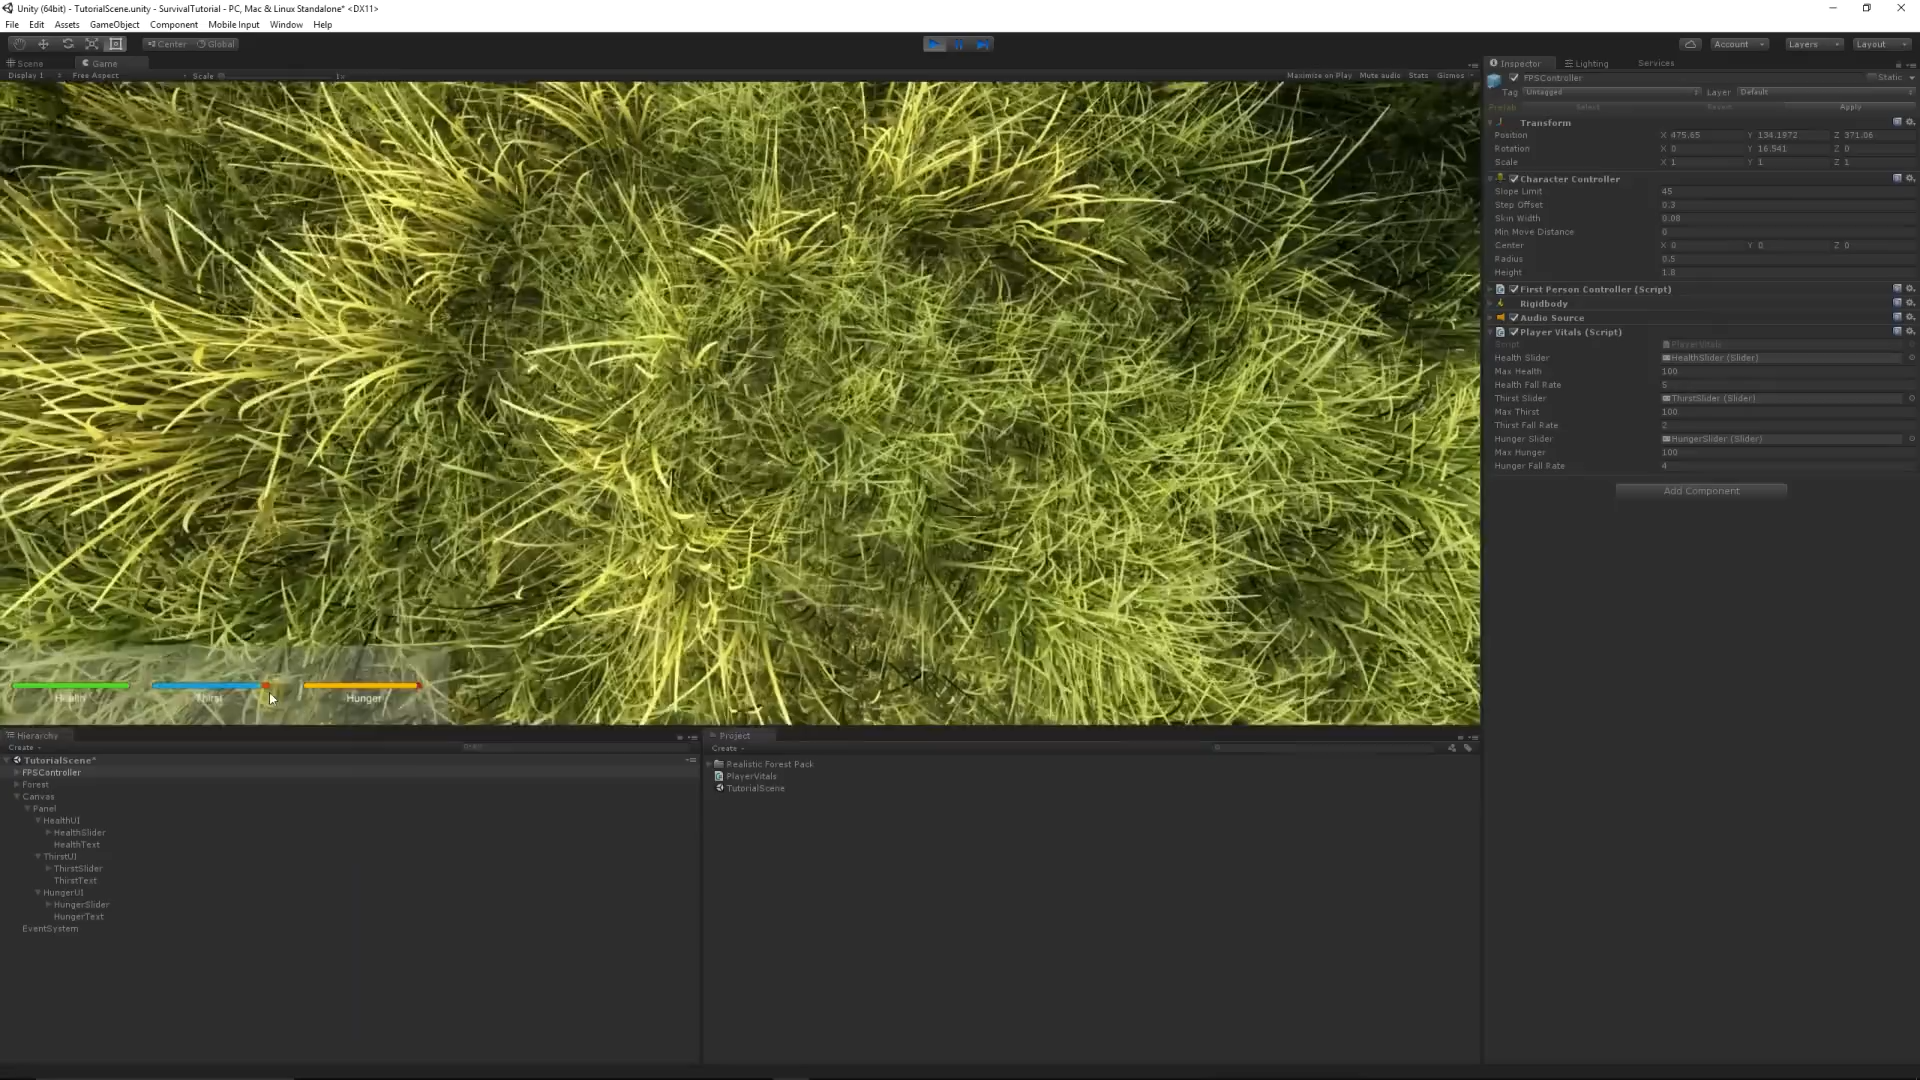 Unity (64bit) - TutorialScene.unity - SurvivalTutorial - PC, Mac & Linux Standalone* <DX11>
File Edit Assets GameObject Component Mobile Input Window Help
Center Global
Account Layers Layout
Scene Game
Display 1 Free Aspect Scale 1x Maximize on Play Mute audio Stats Gizmos
Inspector Lighting Services
FPSController Static
Tag Untagged Layer Default
Prefab Select Revert Apply
Transform
Position X 475.65 Y 134.1972 Z 371.06
Rotation X 0 Y 16.941 Z 0
Scale X 1 Y 1 Z 1
Character Controller
Slope Limit 45
Step Offset 0.3
Skin Width 0.08
Min Move Distance 0
Center X 0 Y 0 Z 0
Radius 0.5
Height 1.8
First Person Controller (Script)
Rigidbody
Audio Source
Player Vitals (Script)
Script PlayerVitals
Health Slider HealthSlider (Slider)
Max Health 100
Health Fall Rate 5
Thirst Slider ThirstSlider (Slider)
Max Thirst 100
Thirst Fall Rate 2
Hunger Slider HungerSlider (Slider)
Max Hunger 100
Hunger Fall Rate 4
Add Component
Health Thirst Hunger
Hierarchy
Create
TutorialScene*
FPSController
Forest
Canvas
Panel
HealthUI
HealthSlider
HealthText
ThirstUI
ThirstSlider
ThirstText
HungerUI
HungerSlider
HungerText
EventSystem
Project
Create
Realistic Forest Pack
PlayerVitals
TutorialScene